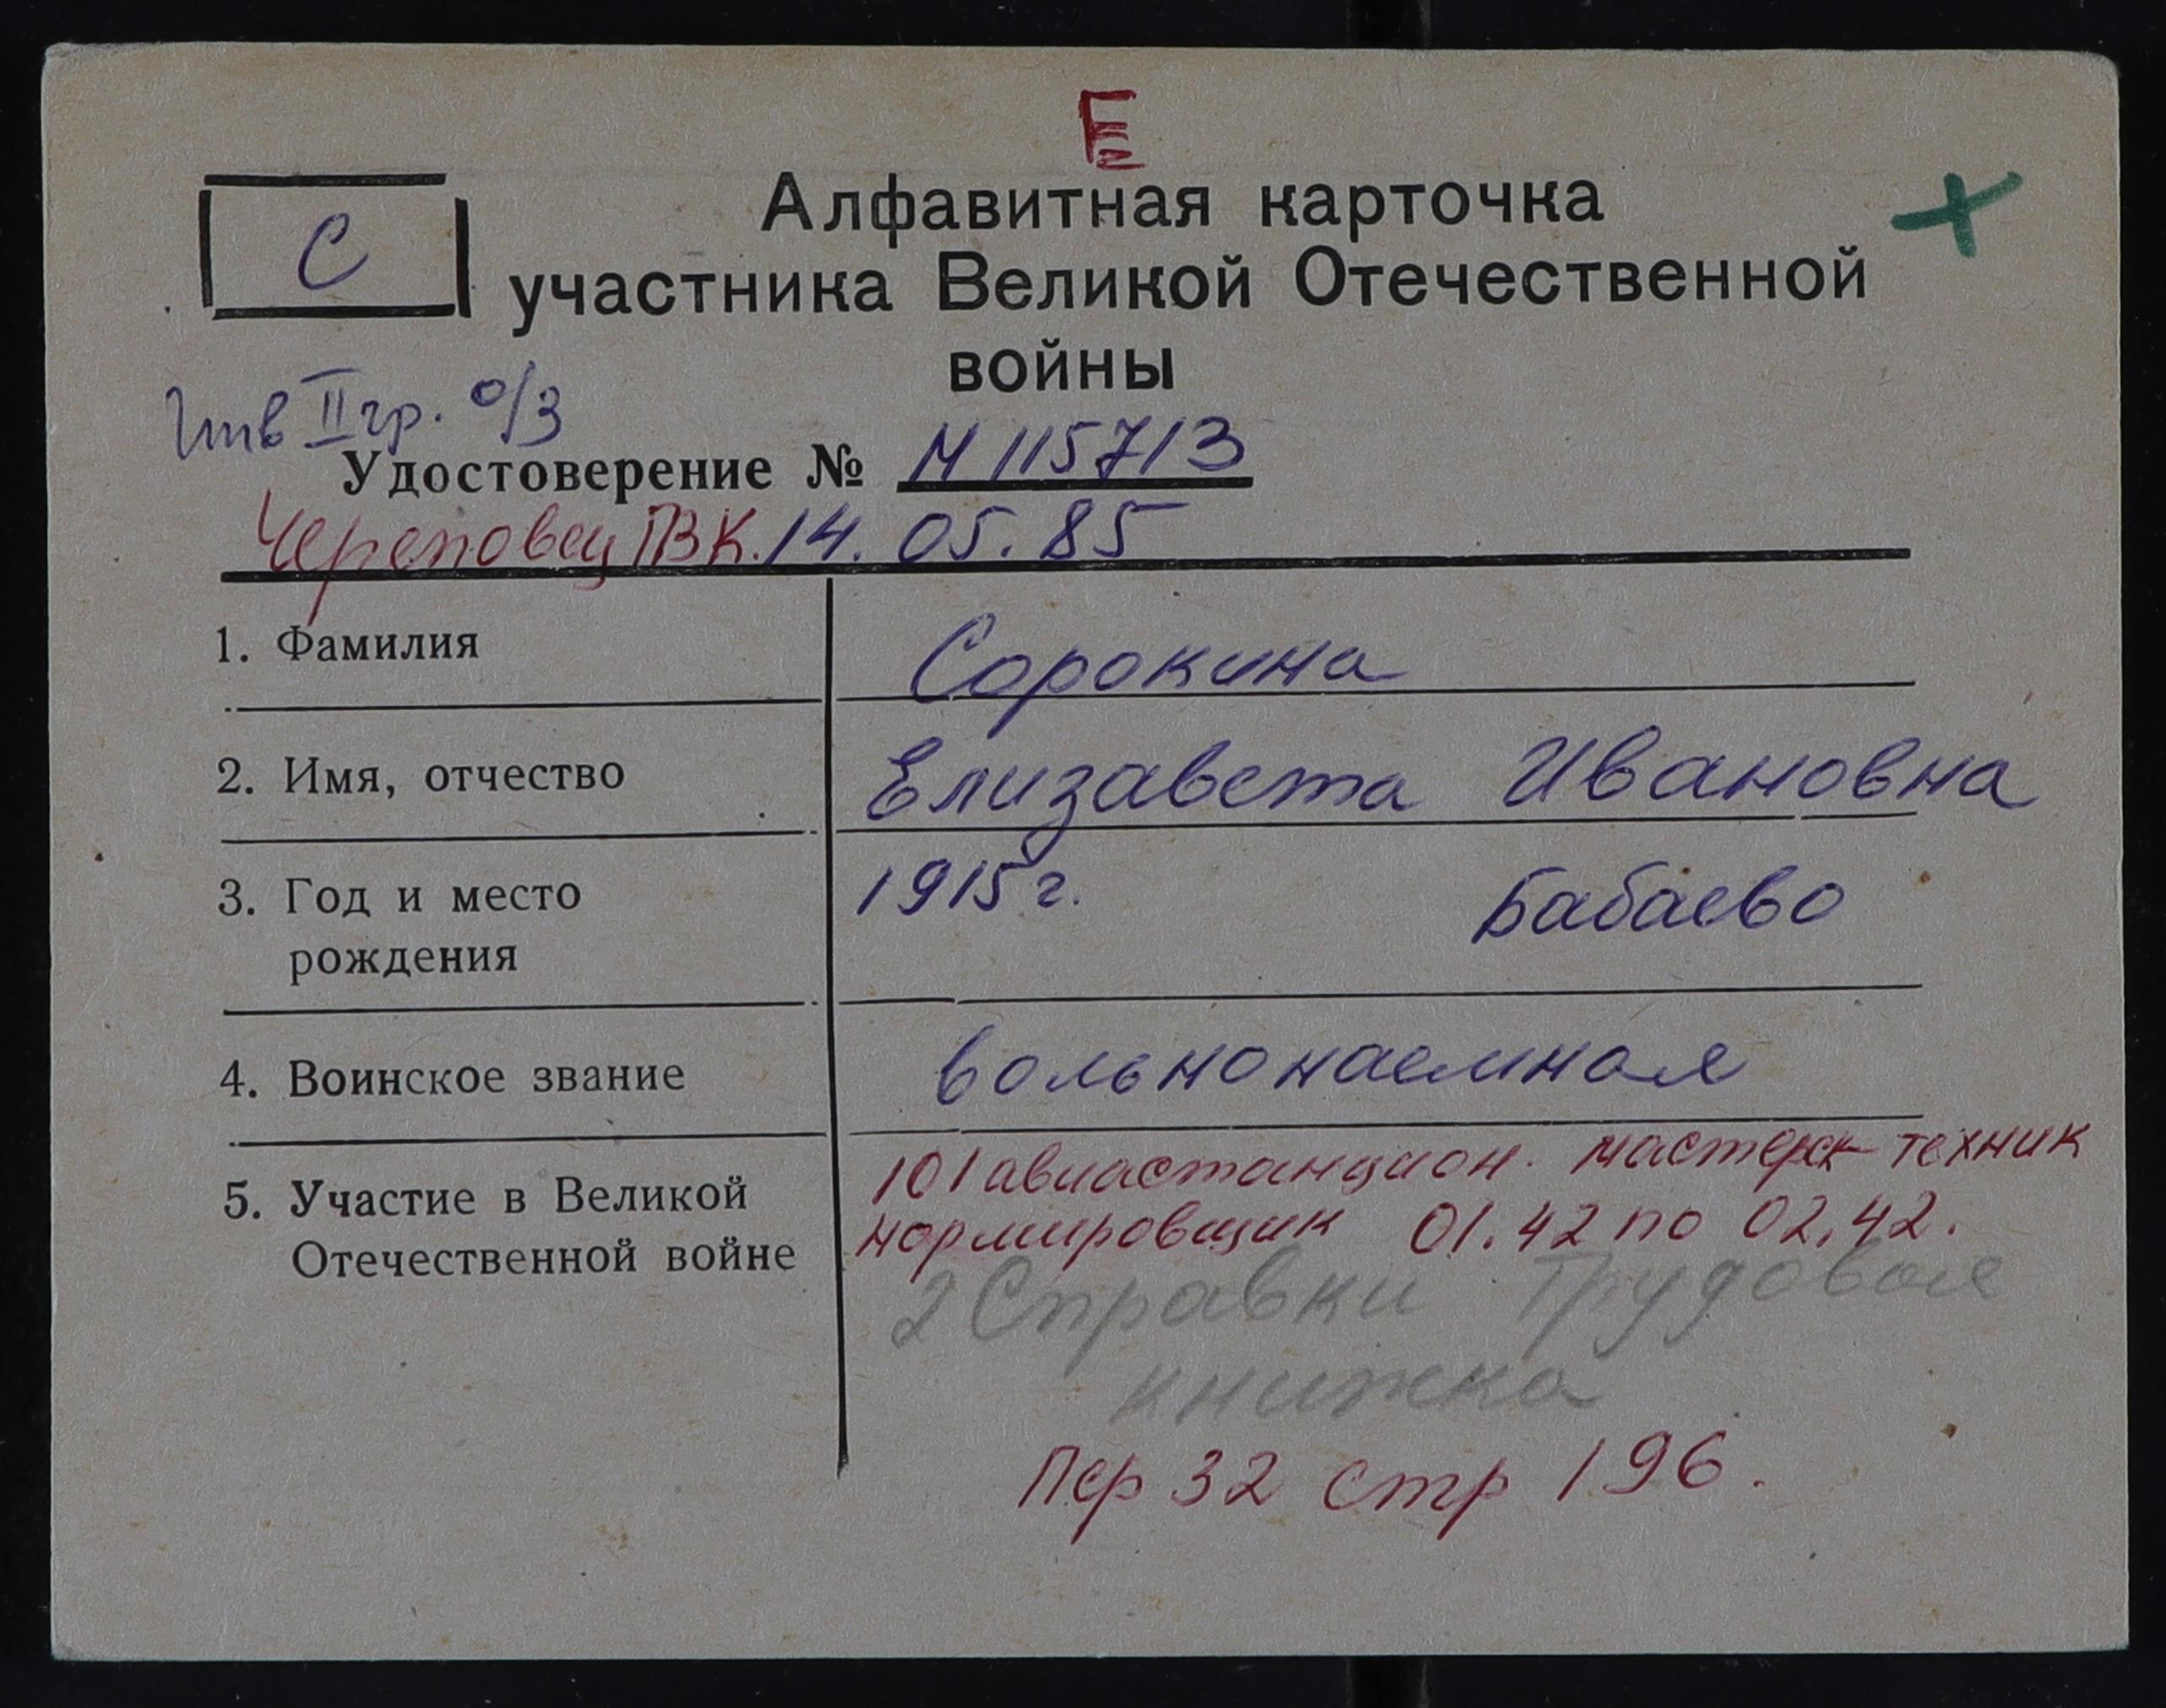 Е
Алфавитная карточка
С
участника Великой Отечественной
войны
Инв II гр. о/з
Удостоверение № М 115713
Череповец ГВК. 14. 05. 85
1. Фамилия Сорокина
2. Имя, отчество Елизавета Ивановна
3. Год и место 1915 г. Бабаево
рождения
4. Воинское звание вольнонаемная
101 авиастанцион. мастерск техник
5. Участие в Великой нормировщик 01.42 по 02.42.
Отечественной войне
2 Справки Трудовая
книжка
Пер 32 стр 196.